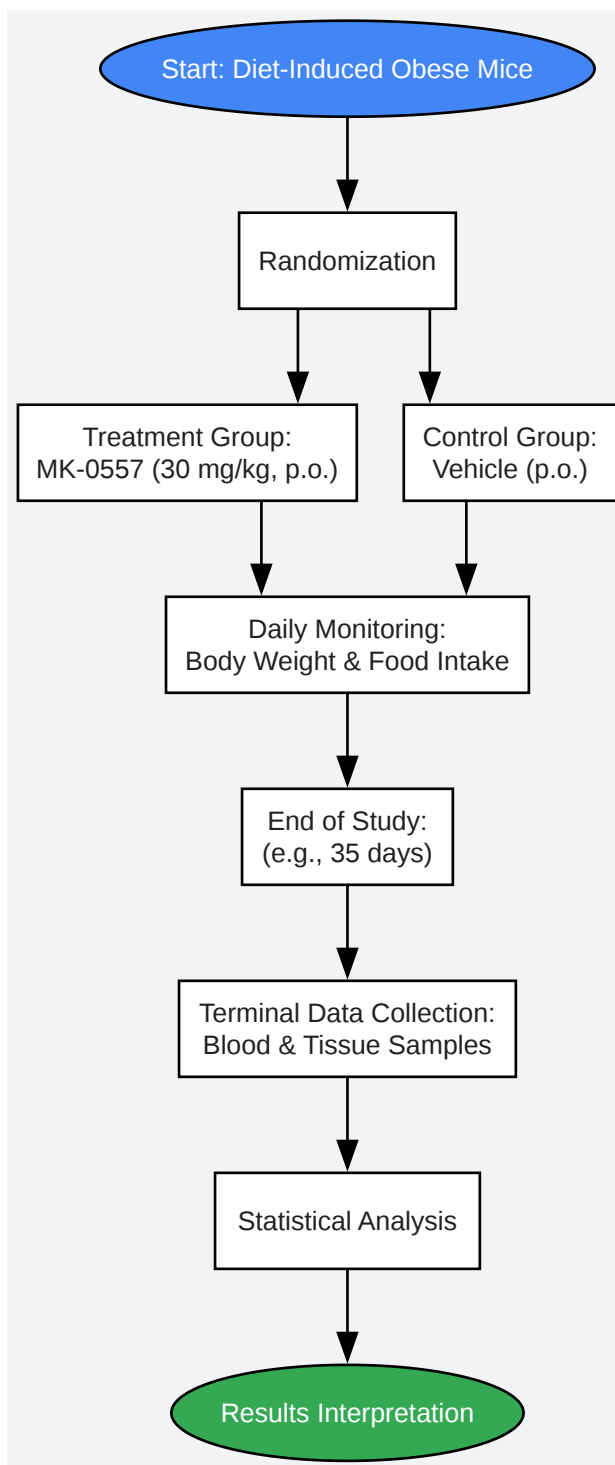 Start: Diet-Induced Obese Mice
Randomization
Treatment Group:
MK-0557 (30 mg/kg, p.o.)
Control Group:
Vehicle (p.o.)
Daily Monitoring:
Body Weight & Food Intake
End of Study:
(e.g., 35 days)
Terminal Data Collection:
Blood & Tissue Samples
Statistical Analysis
Results Interpretation